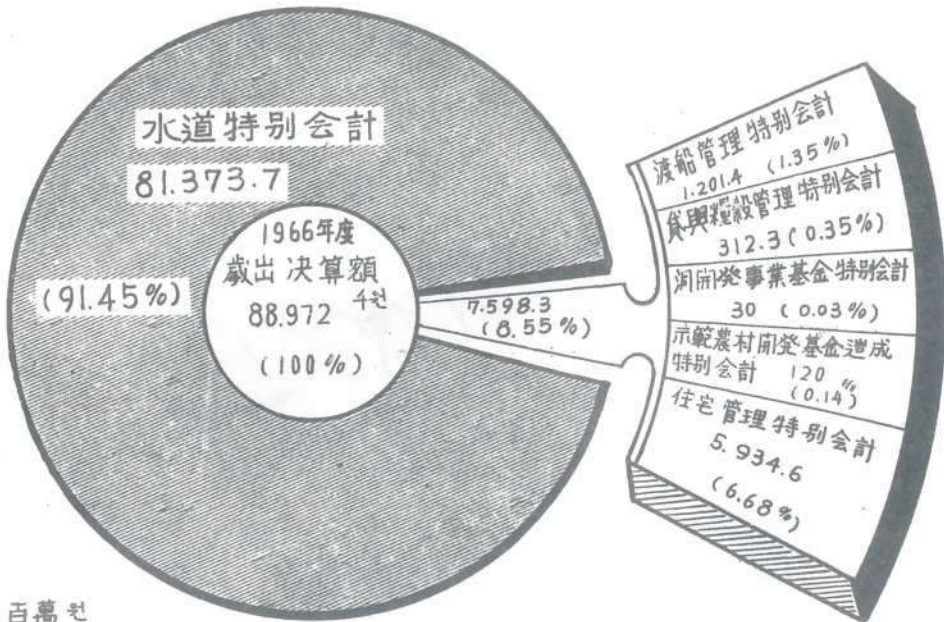 水道特別会計
81.373.7
(91.45%)
1966年度
歲出決算額
88.972 千원
(100%)
7.598.3
(8.55%)
渡船管理特別会計
1.201.4 (1.35%)
貸與糧穀管理特別会計
312.3 (0.35%)
洞開発事業基金特別会計
30 (0.03%)
示範農村開発基金造成
特別会計 120
(0.14) %
住宅管理特別会計
5.934.6
(6.68%)
百萬원